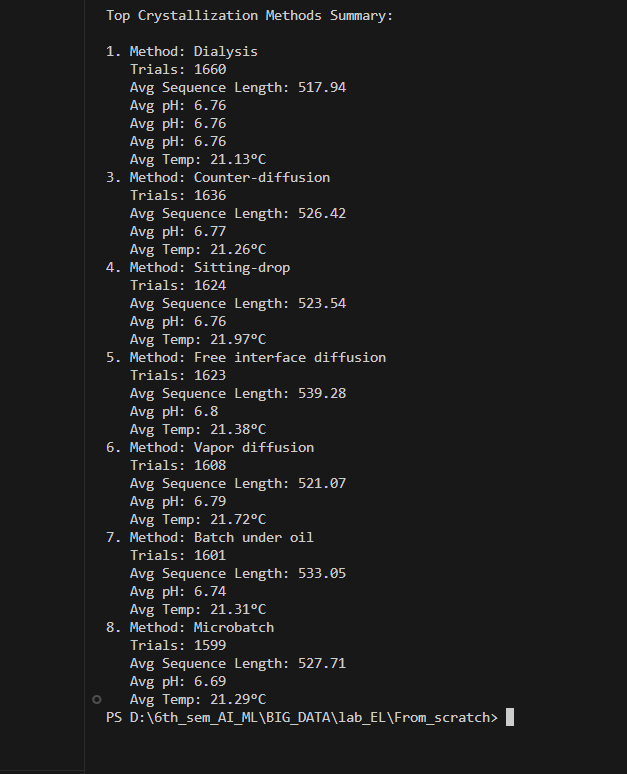 Top Crystallization Methods Summary:
1. Method: Dialysis
Trials: 1660
Avg Sequence Length: 517.94
Avg pH: 6.76
Avg pH: 6.76
Avg pH: 6.76
Avg Temp: 21.13°C
3. Method: Counter-diffusion
Trials: 1636
Avg Sequence Length: 526.42
Avg pH: 6.77
Avg Temp: 21.26°C
4. Method: Sitting-drop
Trials: 1624
Avg Sequence Length: 523.54
Avg pH: 6.76
Avg Temp: 21.97°C
5. Method: Free interface diffusion
Trials: 1623
Avg Sequence Length: 539.28
Avg pH: 6.8
Avg Temp: 21.38°C
6. Method: Vapor diffusion
Trials: 1608
Avg Sequence Length: 521.07
Avg pH: 6.79
Avg Temp: 21.72°C
7. Method: Batch under oil
Trials: 1601
Avg Sequence Length: 533.05
Avg pH: 6.74
Avg Temp: 21.31°C
8. Method: Microbatch
Trials: 1599
Avg Sequence Length: 527.71
Avg pH: 6.69
Avg Temp: 21.29°C
PS D:\6th_sem_AI_ML\BIG_DATA\lab_EL\From_scratch>